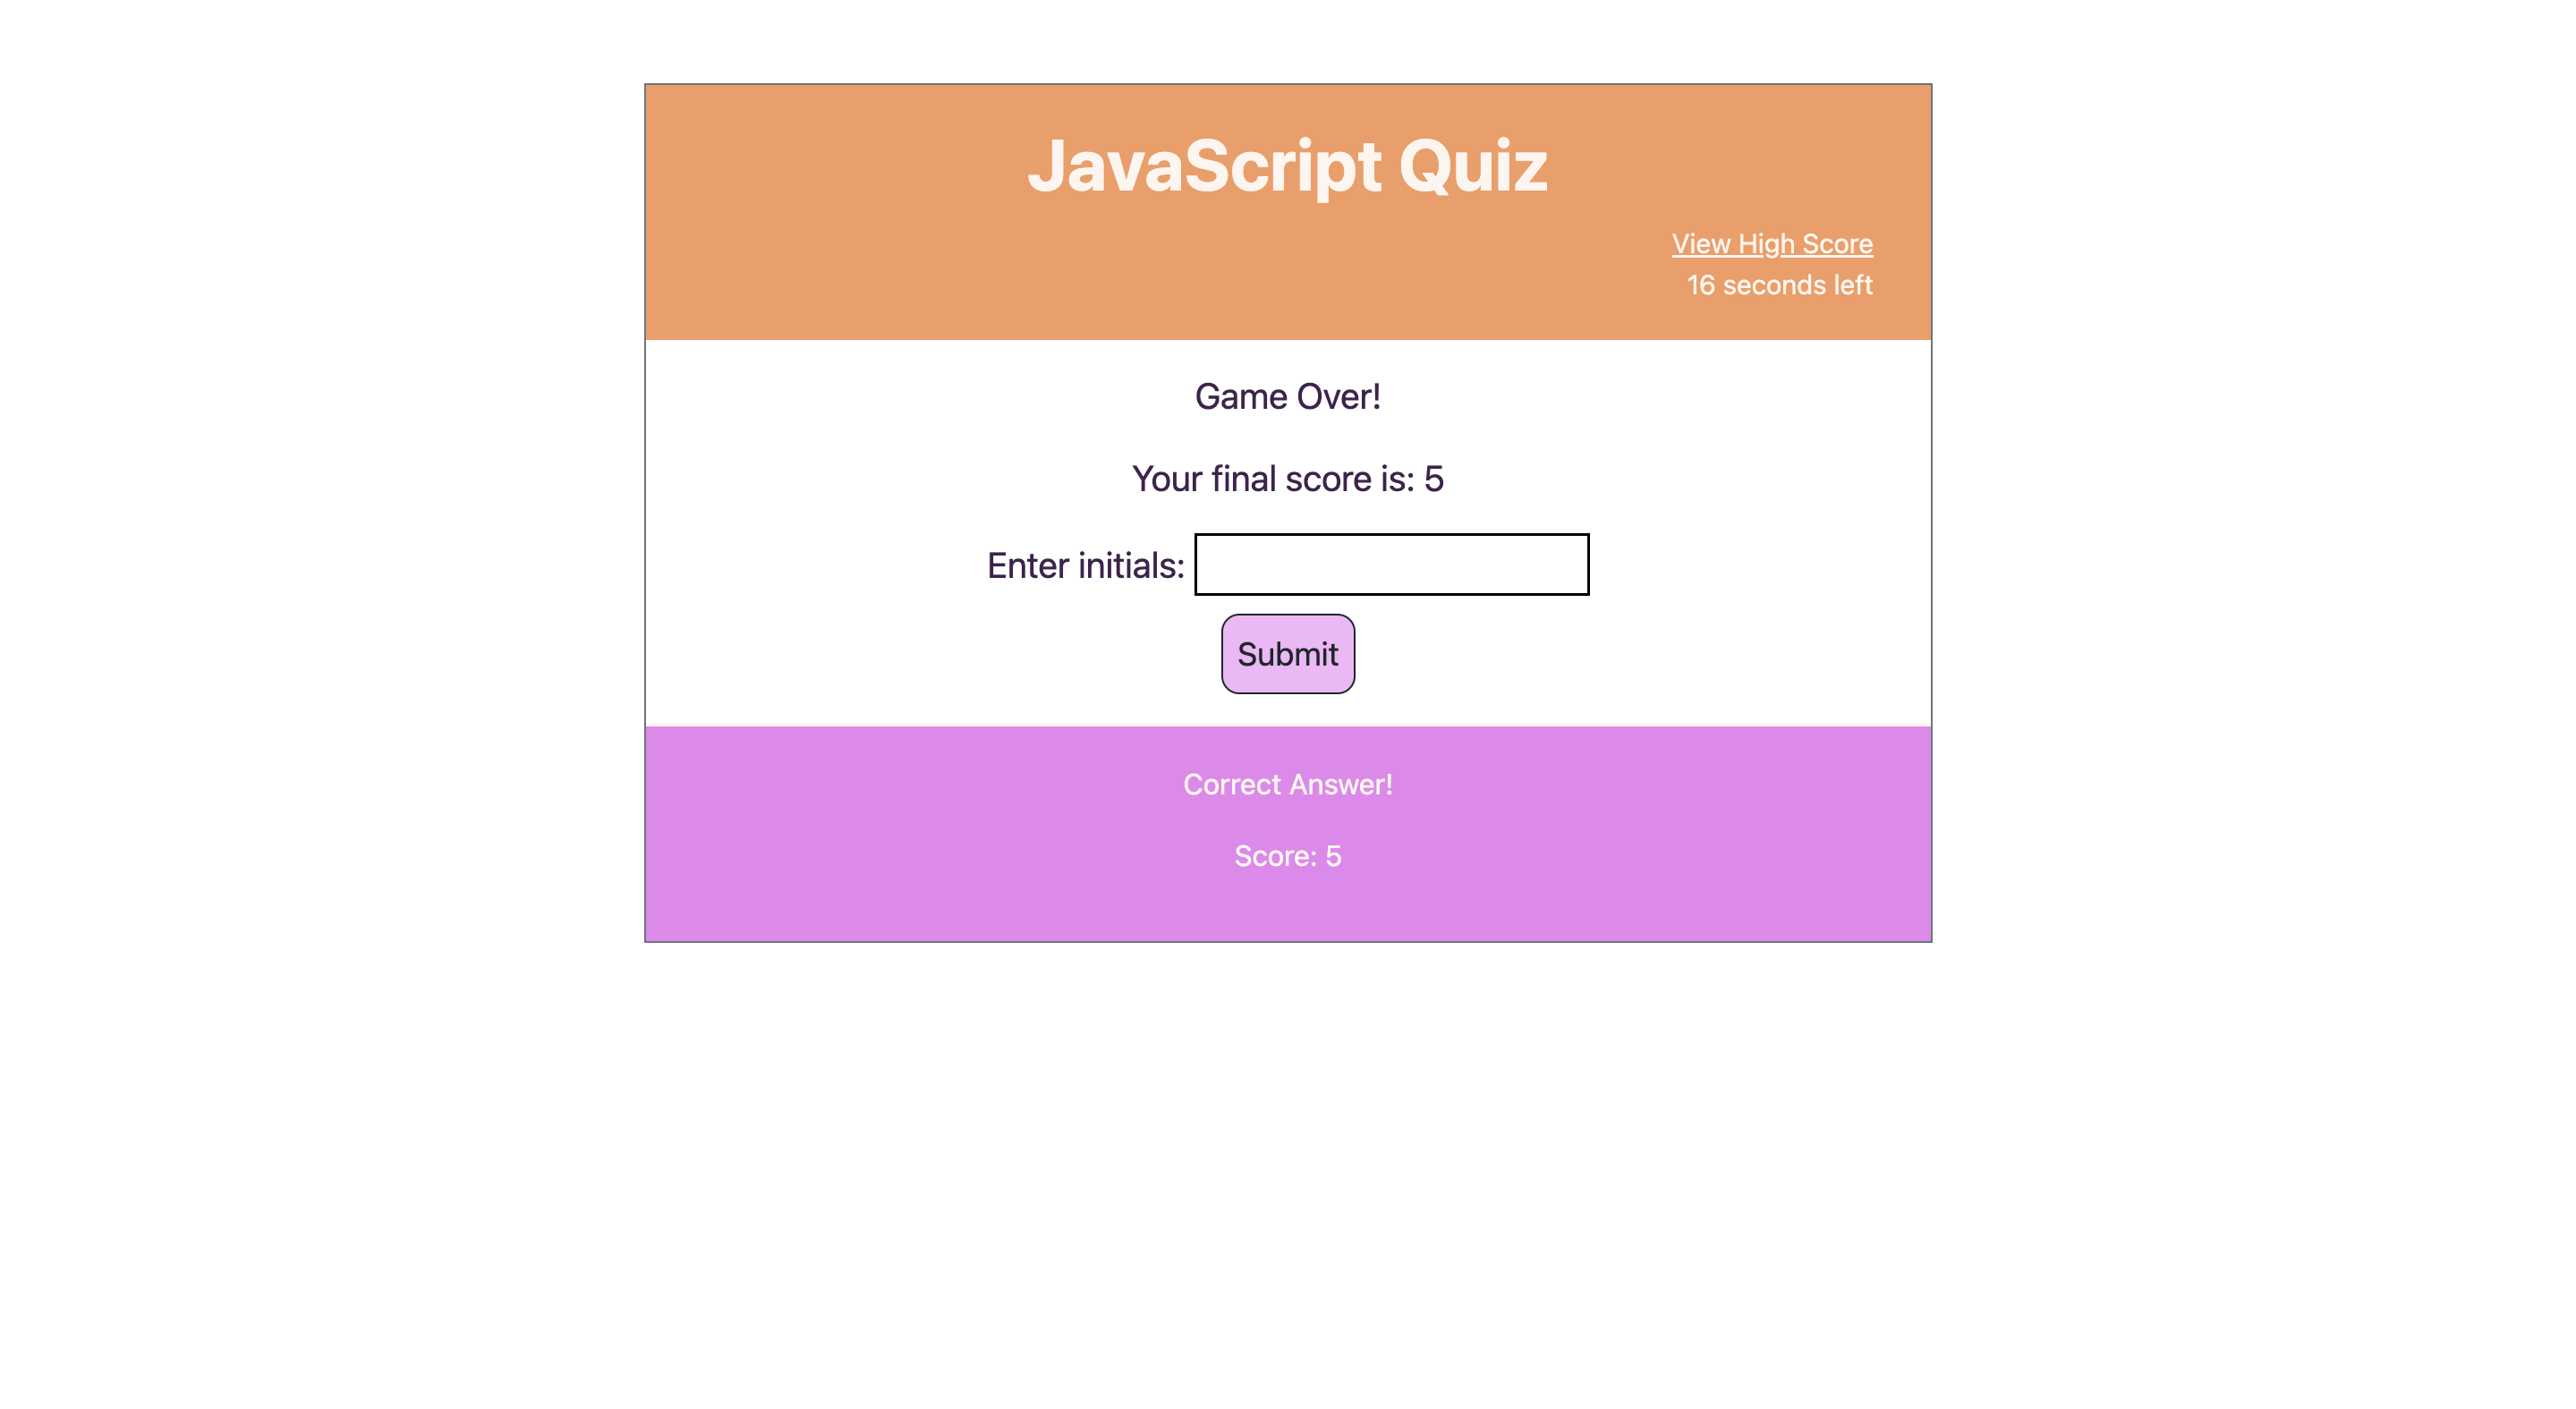 JavaScript Quiz
View High Score
16 seconds left
Game Over!
Your final score is: 5
Enter initials:
Submit
Correct Answer!
Score: 5